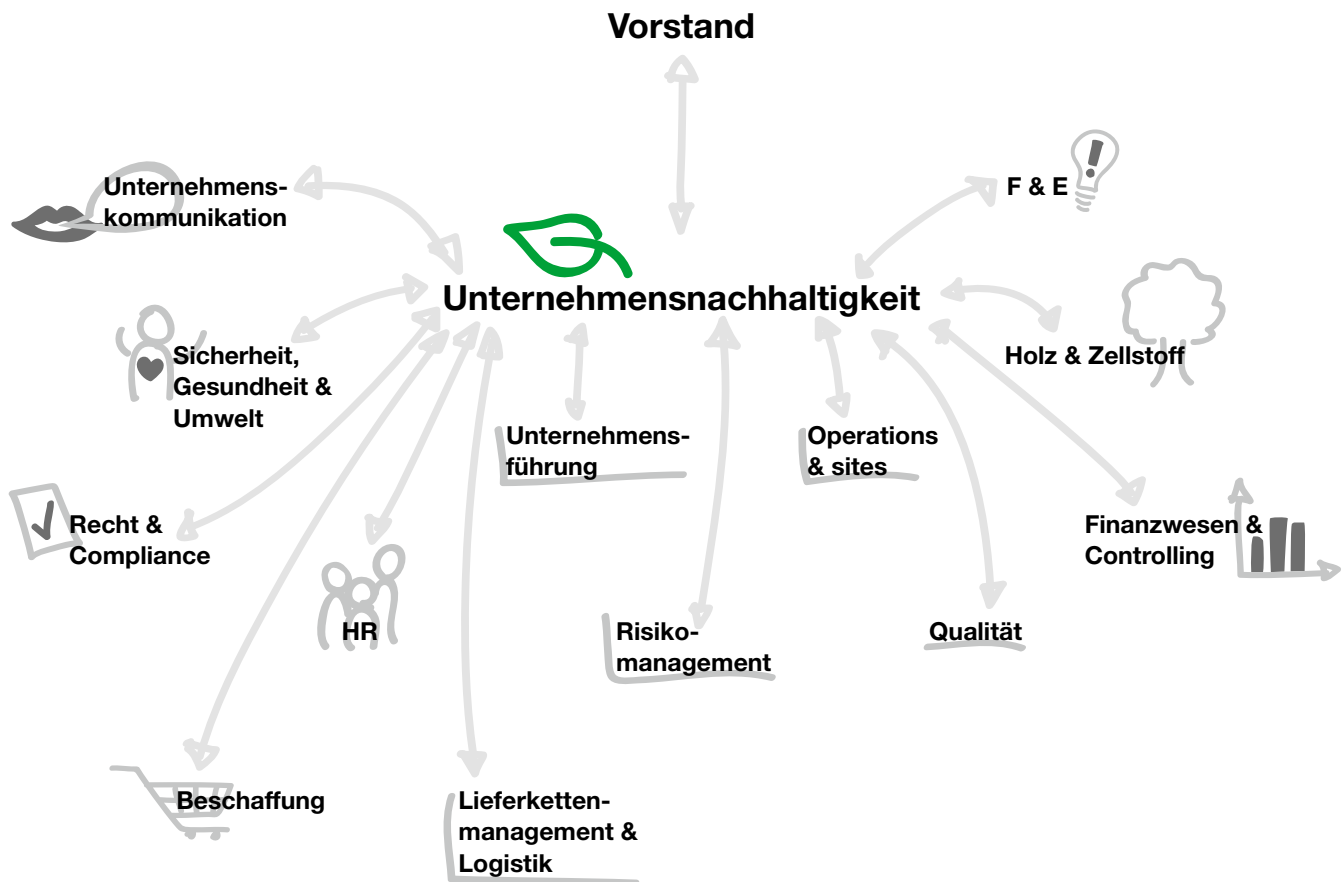 Vorstand
Unternehmens-
kommunikation
F & E
Unternehmensnachhaltigkeit
Sicherheit,
Gesundheit &
Umwelt
Holz & Zellstoff
Unternehmens-
führung
Operations
& sites
Recht &
Compliance
Finanzwesen &
Controlling
HR
Risiko-
management
Qualität
Beschaffung
Lieferketten-
management &
Logistik